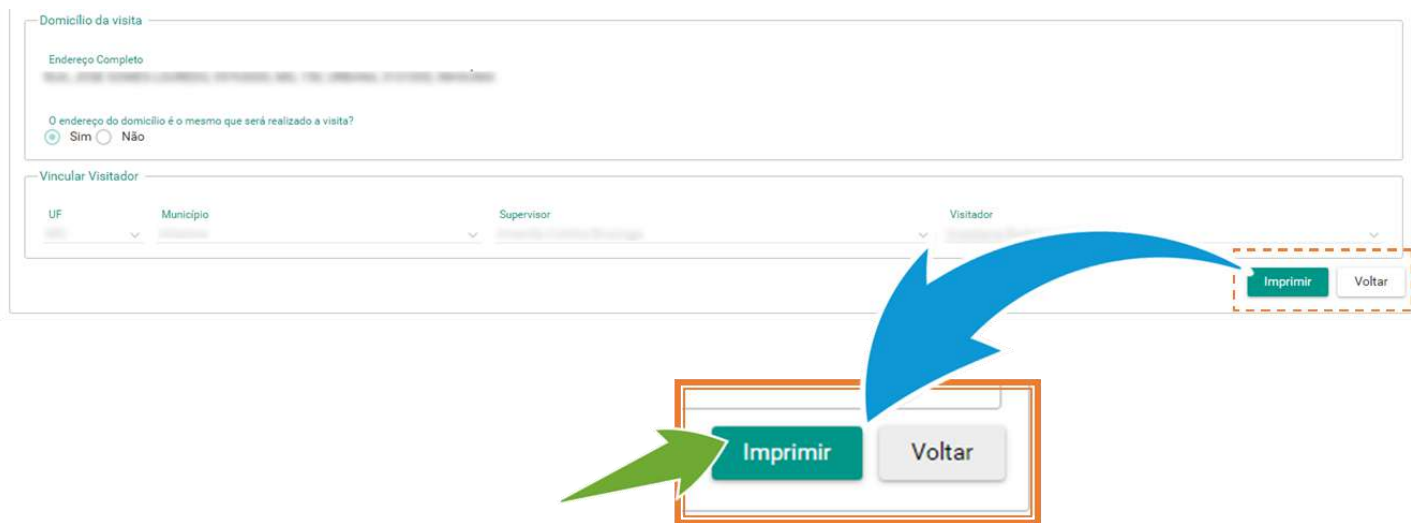 Domicílio da visita
Endereço Completo
O endereço do domicílio é o mesmo que será realizado a visita?
Sim Não
Vincular Visitador
UF Município Supervisor Visitador
Imprimir Voltar
Imprimir Voltar